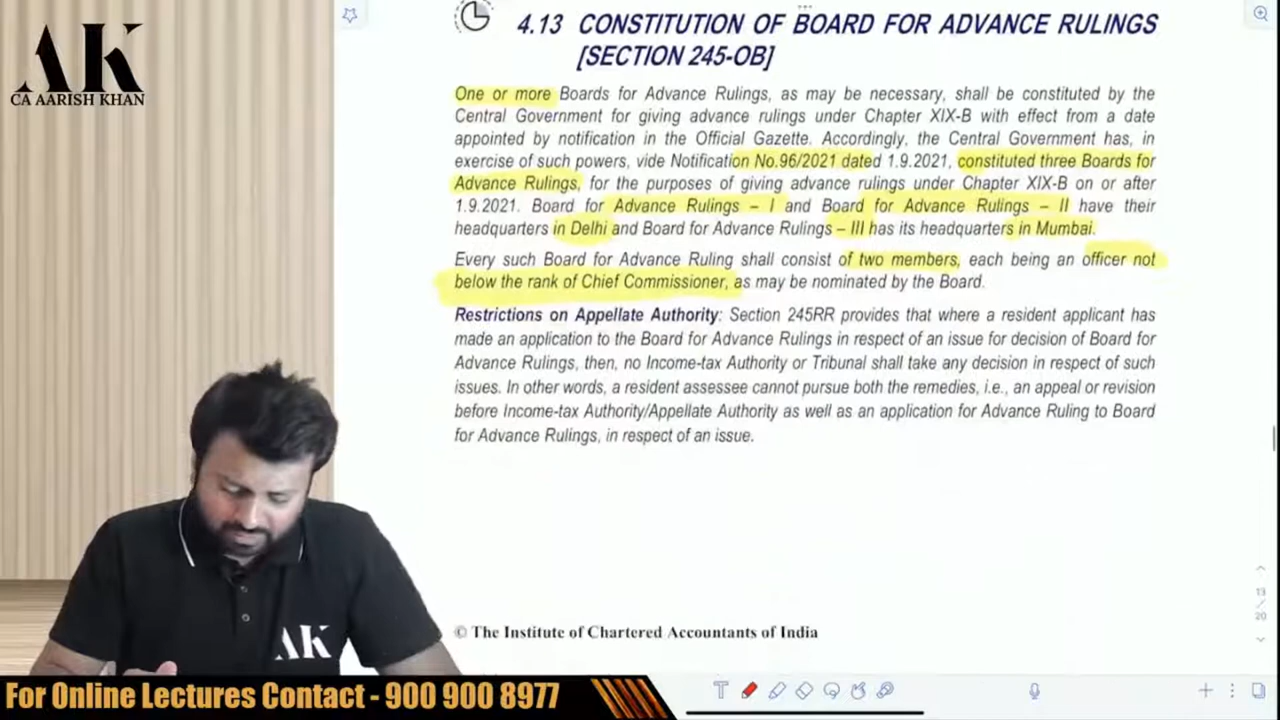 AK
CA AARISH KHAN
4.13 CONSTITUTION OF BOARD FOR ADVANCE RULINGS
[SECTION 245-OB]
One or more Boards for Advance Rulings, as may be necessary, shall be constituted by the
Central Government for giving advance rulings under Chapter XIX-B with effect from a date
appointed by notification in the Official Gazette. Accordingly, the Central Government has, in
exercise of such powers, vide Notification No.96/2021 dated 1.9.2021, constituted three Boards for
Advance Rulings, for the purposes of giving advance rulings under Chapter XIX-B on or after
1.9.2021. Board for Advance Rulings – I and Board for Advance Rulings – II have their
headquarters in Delhi and Board for Advance Rulings – III has its headquarters in Mumbai.
Every such Board for Advance Ruling shall consist of two members, each being an officer not
below the rank of Chief Commissioner, as may be nominated by the Board.
Restrictions on Appellate Authority: Section 245RR provides that where a resident applicant has
made an application to the Board for Advance Rulings in respect of an issue for decision of Board for
Advance Rulings, then, no Income-tax Authority or Tribunal shall take any decision in respect of such
issues. In other words, a resident assessee cannot pursue both the remedies, i.e., an appeal or revision
before Income-tax Authority/Appellate Authority as well as an application for Advance Ruling to Board
for Advance Rulings, in respect of an issue.
13
/
20
© The Institute of Chartered Accountants of India
AK
For Online Lectures Contact - 900 900 8977